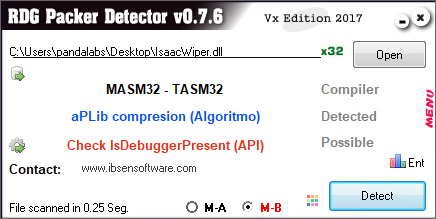 RDG Packer Detector v0.7.6 Vx Edition 2017
C:\Users\pandalabs\Desktop\IsaacWiper.dll x32 Open
MASM32 - TASM32 Compiler
aPLib compresion (Algoritmo) Detected
Check IsDebuggerPresent (API) Possible
MENU
Ent
Contact: www.ibsensoftware.com
File scanned in 0.25 Seg. M-A M-B Detect